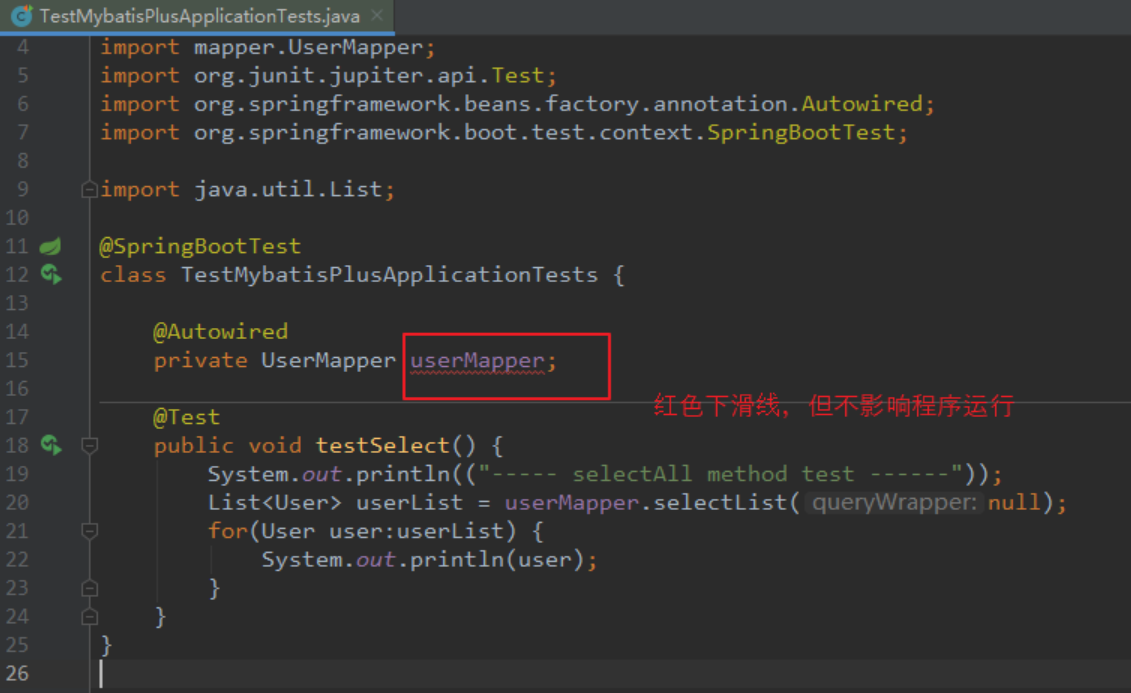 TestMybatisPlusApplicationTests.java
4 import mapper.UserMapper;
5 import org.junit.jupiter.api.Test;
6 import org.springframework.beans.factory.annotation.Autowired;
7 import org.springframework.boot.test.context.SpringBootTest;
8
9 import java.util.List;
10
11 @SpringBootTest
12 class TestMybatisPlusApplicationTests {
13
14 @Autowired
15 private UserMapper userMapper;
16
红色下滑线，但不影响程序运行
17 @Test
18 public void testSelect() {
19 System.out.println(("----- selectAll method test ------"));
20 List<User> userList = userMapper.selectList( queryWrapper: null);
21 for(User user:userList) {
22 System.out.println(user);
23 }
24 }
25 }
26